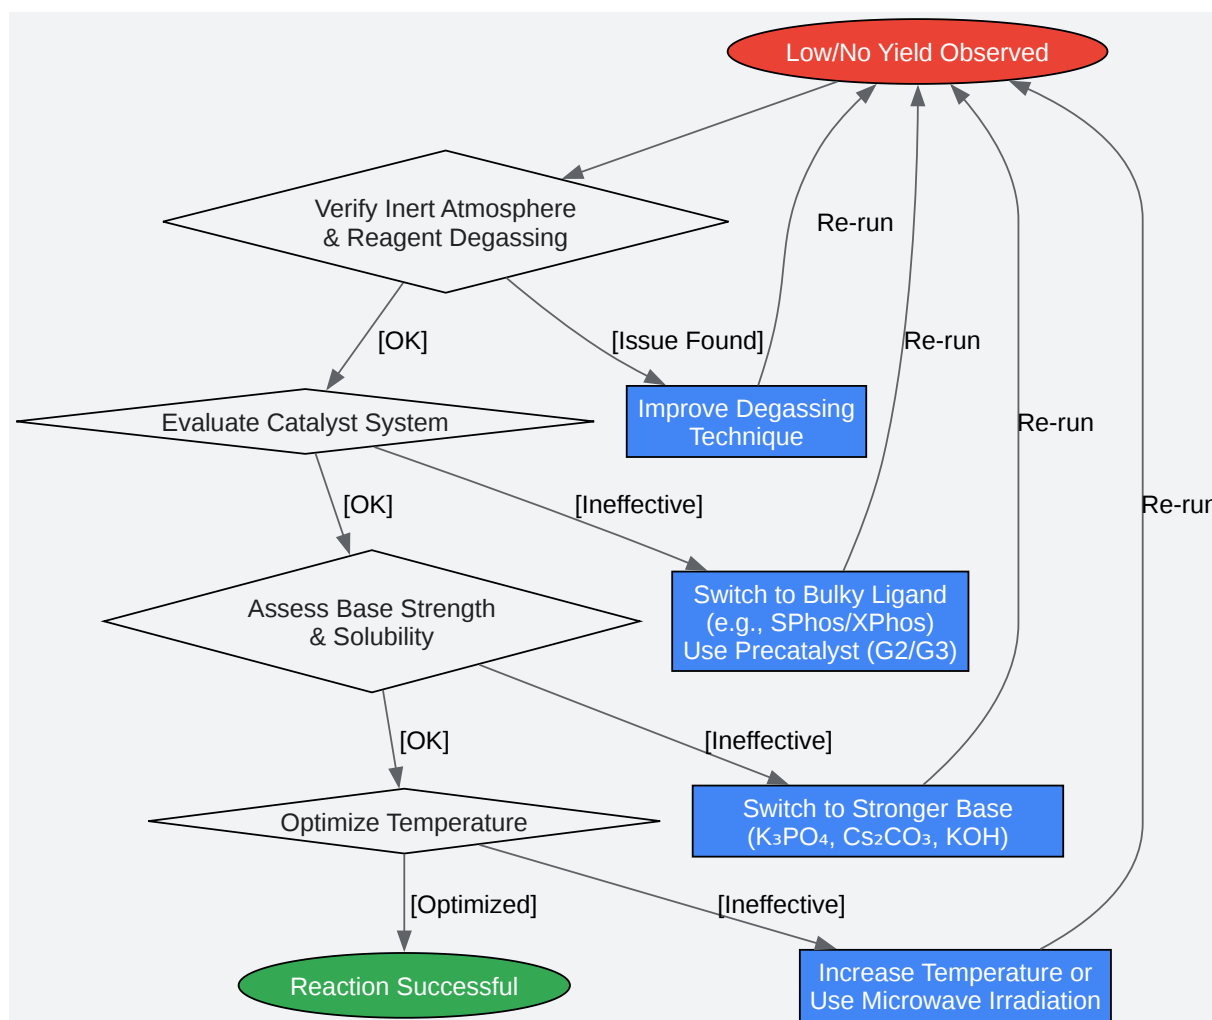 Low/No Yield Observed
Verify Inert Atmosphere
& Reagent Degassing
Re-run
[OK]
[Issue Found]
Re-run
Improve Degassing
Technique
Evaluate Catalyst System
Re-run
[OK]
[Ineffective]
Re-run
Switch to Bulky Ligand
(e.g., SPhos/XPhos)
Use Precatalyst (G2/G3)
Assess Base Strength
& Solubility
[OK]
[Ineffective]
Switch to Stronger Base
(K₃PO₄, Cs₂CO₃, KOH)
Optimize Temperature
[Optimized]
[Ineffective]
Increase Temperature or
Use Microwave Irradiation
Reaction Successful